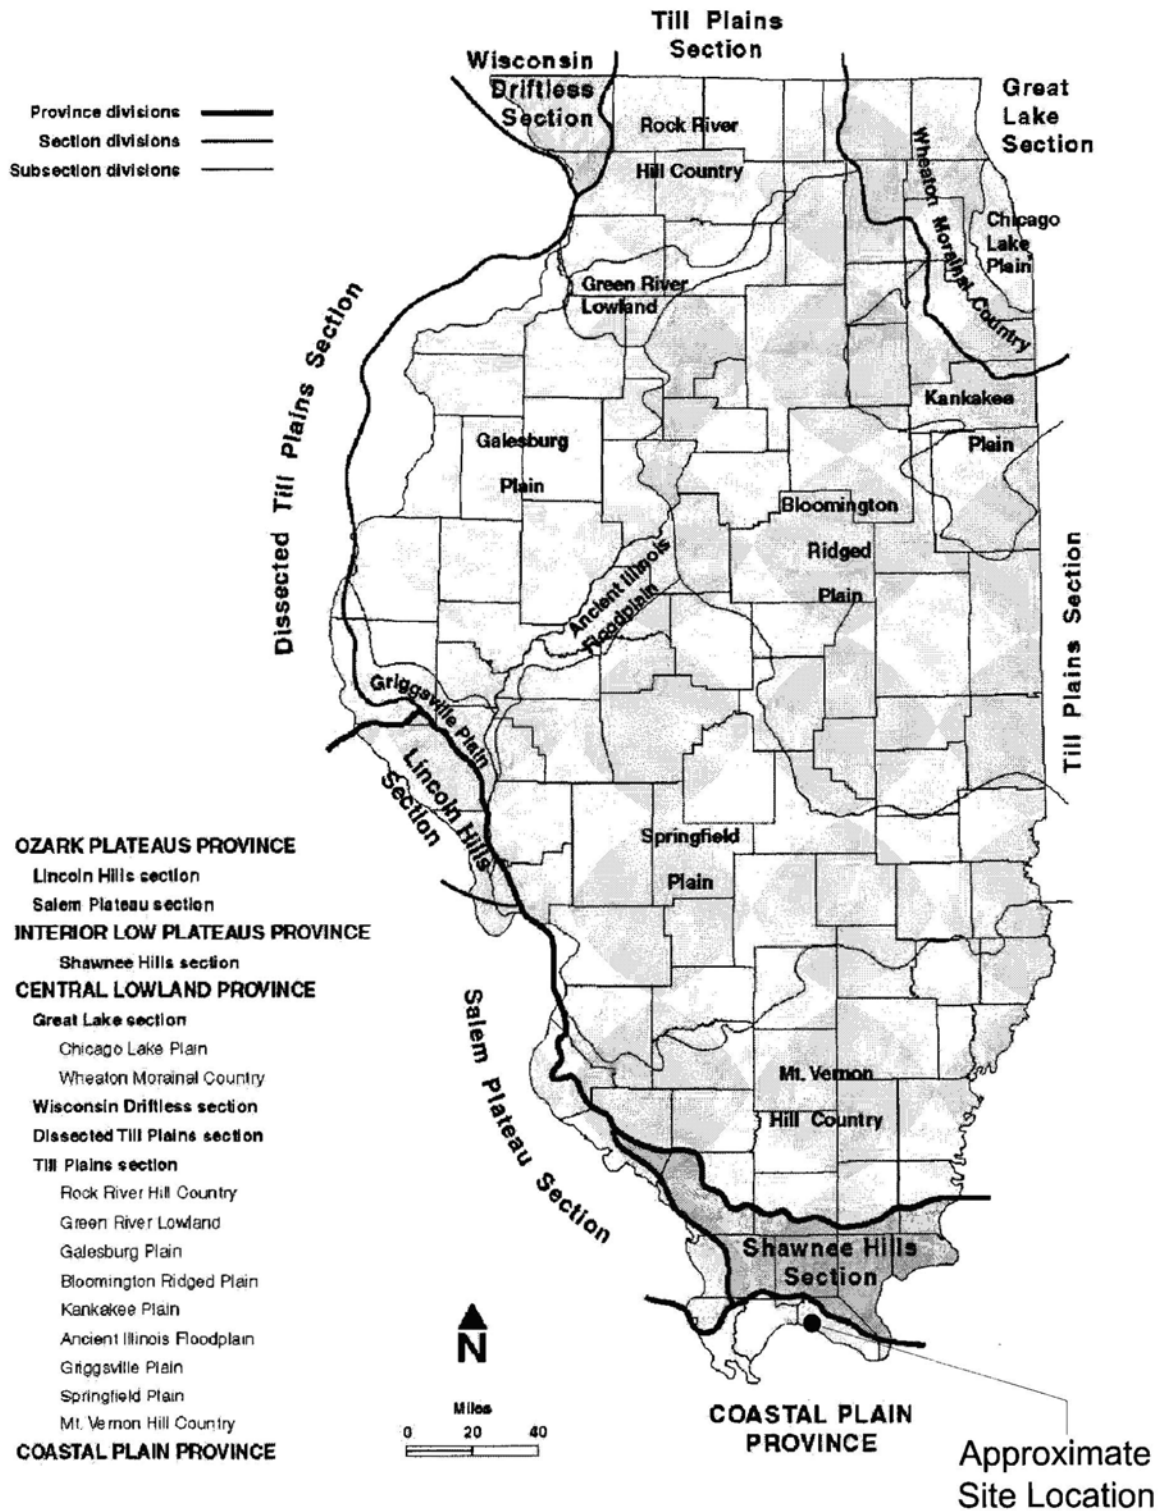 Till Plains
Section
Wisconsin
Driftless
Section
Great
Lake
Section
Province divisions
Section divisions
Subsection divisions
Rock River
Hill Country
Wheaton Morainal Country
Chicago
Lake
Plain
Green River
Lowland
Dissected Till Plains Section
Kankakee
Plain
Galesburg
Plain
Bloomington
Ridged
Plain
Ancient Illinois
Floodplain
Till Plains Section
Griggsville Plain
Lincoln Hills
Section
Springfield
Plain
OZARK PLATEAUS PROVINCE
Lincoln Hills section
Salem Plateau section
INTERIOR LOW PLATEAUS PROVINCE
Shawnee Hills section
CENTRAL LOWLAND PROVINCE
Great Lake section
Chicago Lake Plain
Wheaton Morainal Country
Wisconsin Driftless section
Dissected Till Plains section
Till Plains section
Rock River Hill Country
Green River Lowland
Galesburg Plain
Bloomington Ridged Plain
Kankakee Plain
Ancient Illinois Floodplain
Griggsville Plain
Springfield Plain
Mt. Vernon Hill Country
COASTAL PLAIN PROVINCE
Salem Plateau Section
Mt. Vernon
Hill Country
Shawnee Hills
Section
N
Miles
0 20 40
COASTAL PLAIN
PROVINCE
Approximate
Site Location